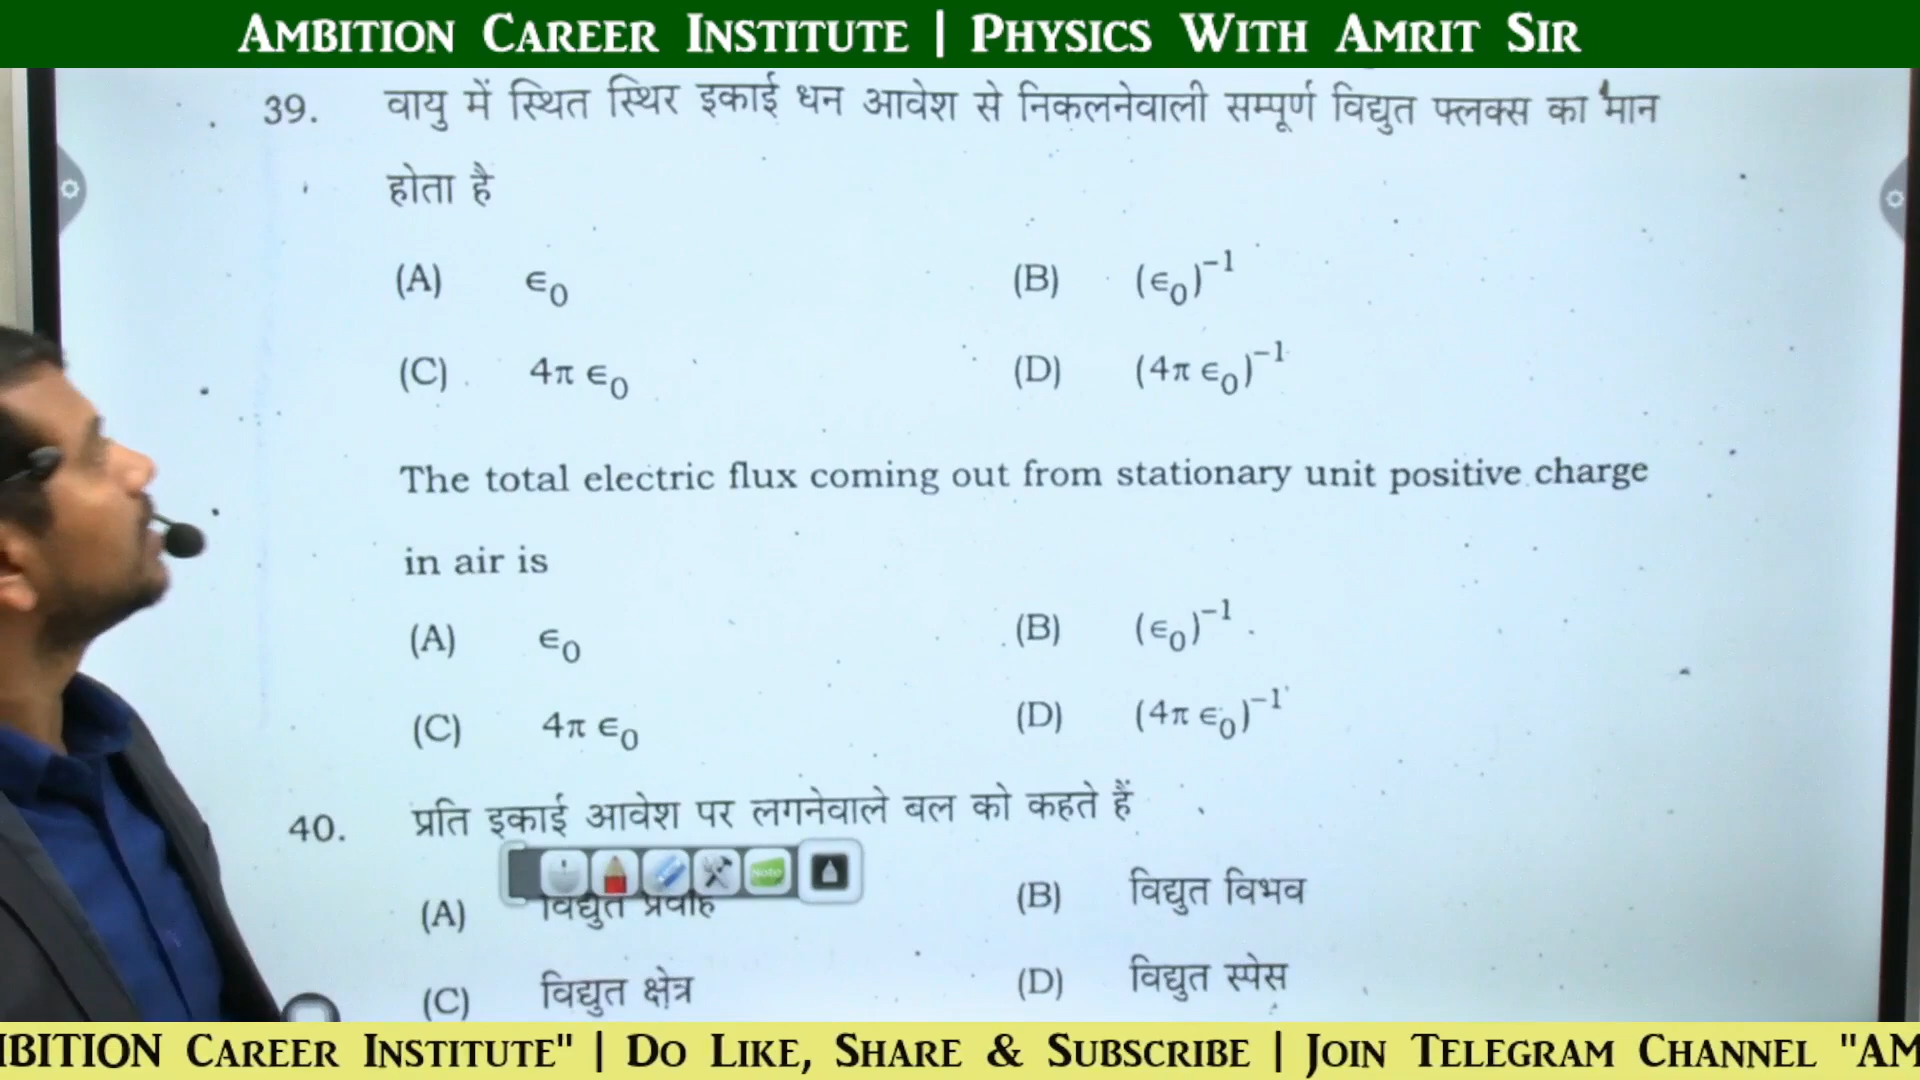 AMBITION CAREER INSTITUTE | PHYSICS WITH AMRIT SIR
39. वायु में स्थित स्थिर इकाई धन आवेश से निकलनेवाली सम्पूर्ण विद्युत फ्लक्स का मान
होता है
(A) ∈₀ (B) (∈₀)⁻¹
(C) 4π ∈₀ (D) (4π ∈₀)⁻¹
The total electric flux coming out from stationary unit positive charge
in air is
(A) ∈₀ (B) (∈₀)⁻¹
(C) 4π ∈₀ (D) (4π ∈₀)⁻¹
40. प्रति इकाई आवेश पर लगनेवाले बल को कहते हैं
Note
(A) विद्युत प्रवाह (B) विद्युत विभव
(C) विद्युत क्षेत्र (D) विद्युत स्पेस
BITION CAREER INSTITUTE" | DO LIKE, SHARE & SUBSCRIBE | JOIN TELEGRAM CHANNEL "AM